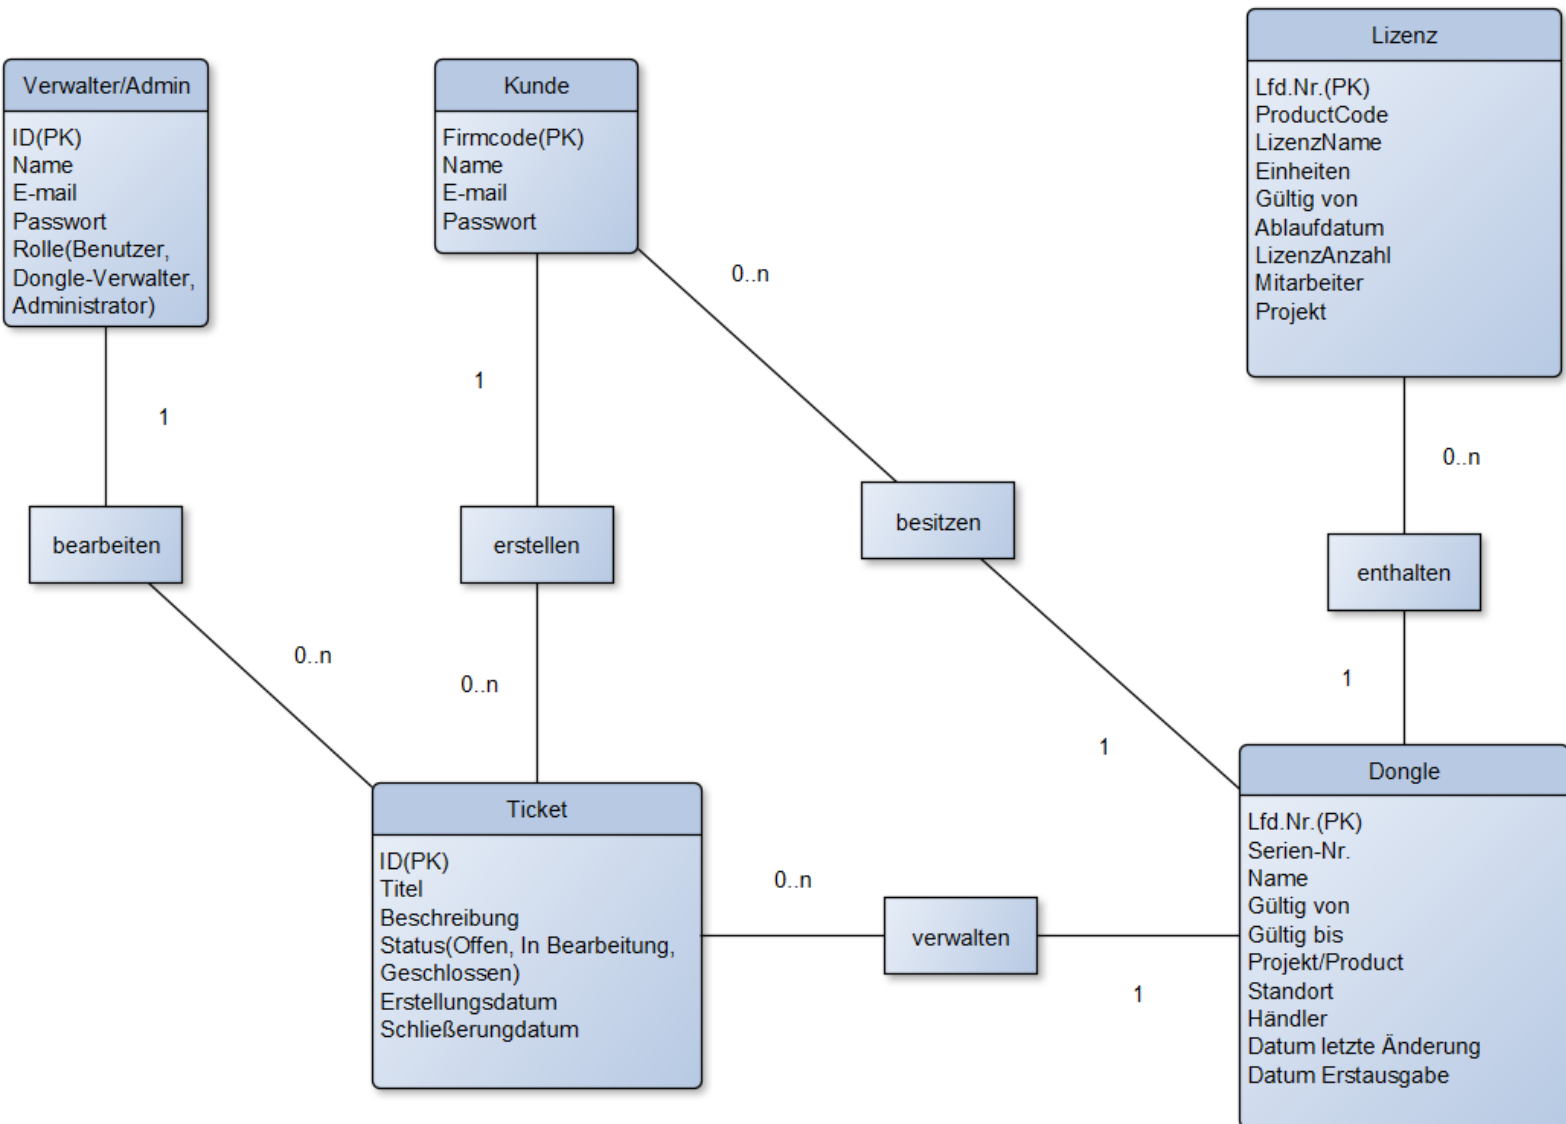 Verwalter/Admin
ID(PK)
Name
E-mail
Passwort
Rolle(Benutzer,
Dongle-Verwalter,
Administrator)
Kunde
Firmcode(PK)
Name
E-mail
Passwort
Lizenz
Lfd.Nr.(PK)
ProductCode
LizenzName
Einheiten
Gültig von
Ablaufdatum
LizenzAnzahl
Mitarbeiter
Projekt
0..n
1
1
0..n
bearbeiten
erstellen
besitzen
enthalten
0..n
0..n
1
1
Ticket
ID(PK)
Titel
Beschreibung
Status(Offen, In Bearbeitung,
Geschlossen)
Erstellungsdatum
Schließerungdatum
0..n
verwalten
1
Dongle
Lfd.Nr.(PK)
Serien-Nr.
Name
Gültig von
Gültig bis
Projekt/Product
Standort
Händler
Datum letzte Änderung
Datum Erstausgabe